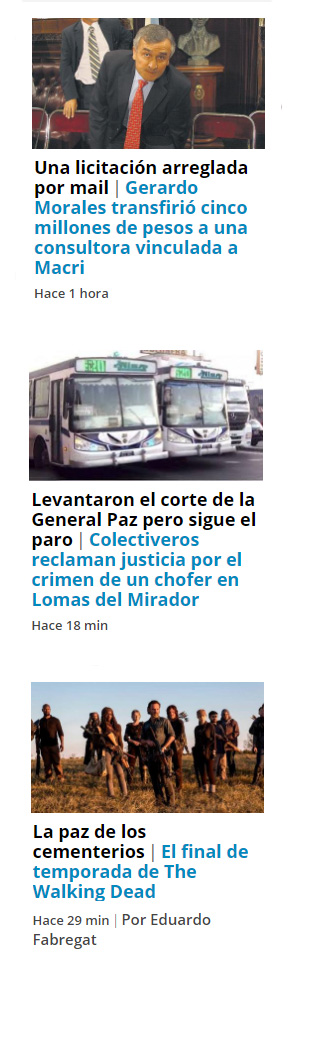 Una licitación arreglada
por mail | Gerardo
Morales transfirió cinco
millones de pesos a una
consultora vinculada a
Macri
Hace 1 hora
Levantaron el corte de la
General Paz pero sigue el
paro | Colectiveros
reclaman justicia por el
crimen de un chofer en
Lomas del Mirador
Hace 18 min
La paz de los
cementerios | El final de
temporada de The
Walking Dead
Hace 29 min | Por Eduardo
Fabregat